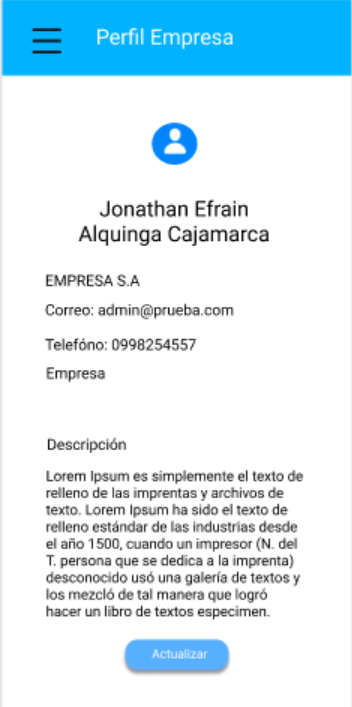 Perfil Empresa
Jonathan Efrain
Alquinga Cajamarca
EMPRESA S.A
Correo: admin@prueba.com
Telefóno: 0998254557
Empresa
Descripción
Lorem Ipsum es simplemente el texto de
relleno de las imprentas y archivos de
texto. Lorem Ipsum ha sido el texto de
relleno estándar de las industrias desde
el año 1500, cuando un impresor (N. del
T. persona que se dedica a la imprenta)
desconocido usó una galería de textos y
los mezcló de tal manera que logró
hacer un libro de textos especimen.
Actualizar